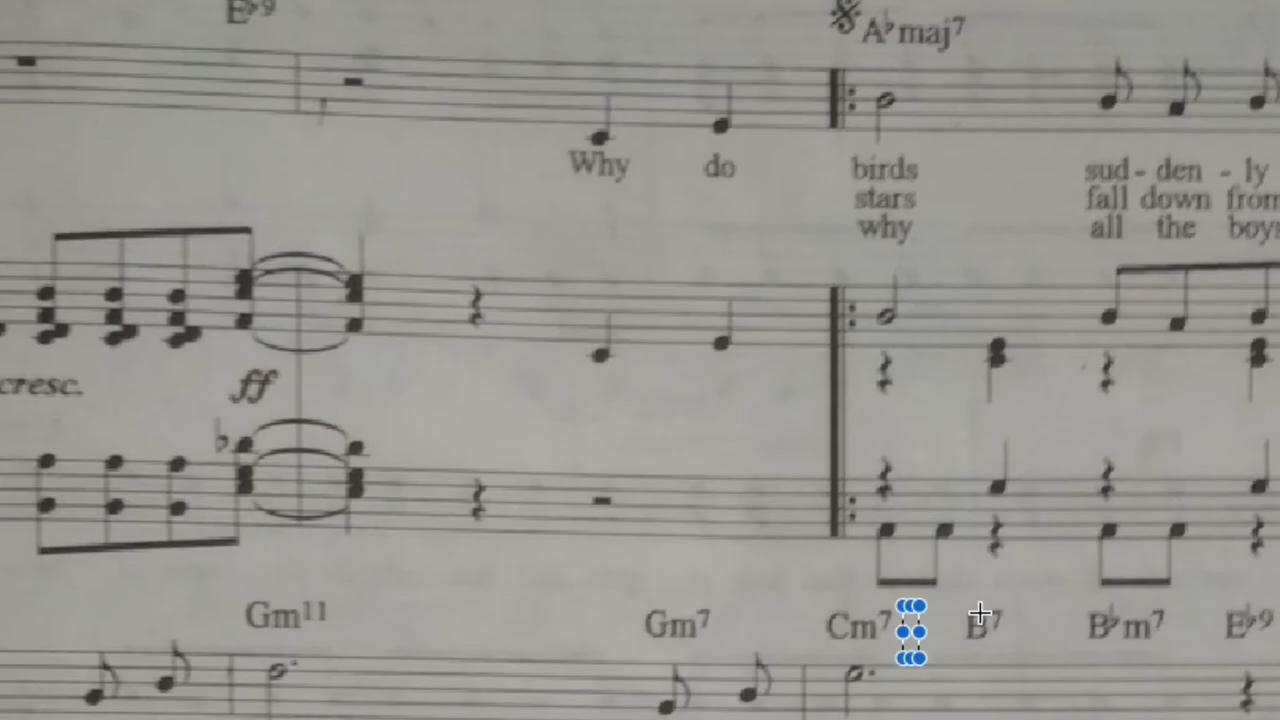 E♭9
A♭maj7
Why do birds sud - den - ly
stars fall down from
why all the boys
cresc. ff
Gm11 Gm7 Cm7 B7 B♭m7 E♭9